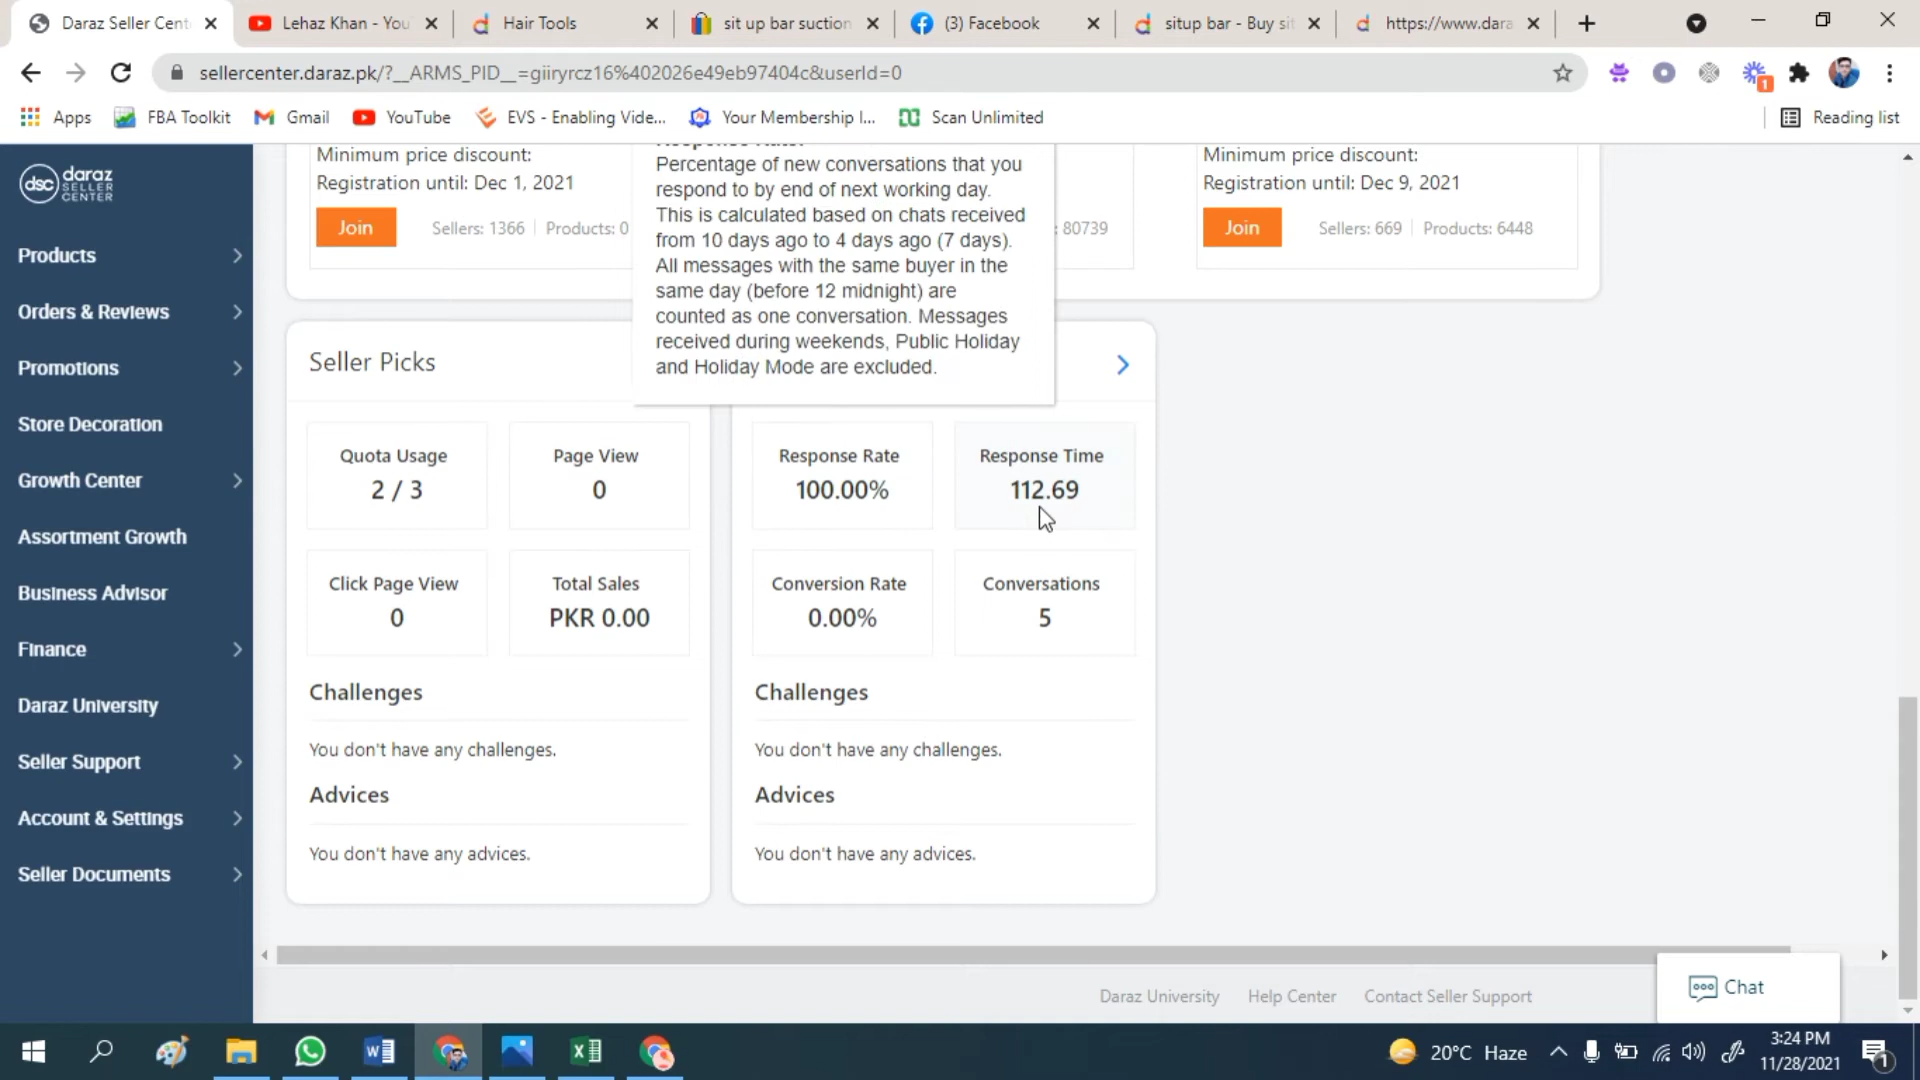 Daraz Seller Cent
Lehaz Khan - You
Hair Tools
sit up bar suction
(3) Facebook
situp bar - Buy sit
https://www.dara
sellercenter.daraz.pk/?__ARMS_PID__=giiryrcz16%402026e49eb97404c&userId=0
1
Apps
FBA Toolkit
Gmail
YouTube
EVS - Enabling Vide...
Your Membership I...
Scan Unlimited
Reading list
dsc daraz
SELLER
CENTER
Products
Orders & Reviews
Promotions
Store Decoration
Growth Center
Assortment Growth
Business Advisor
Finance
Daraz University
Seller Support
Account & Settings
Seller Documents
Minimum price discount:
Registration until: Dec 1, 2021
Join
Sellers: 1366
Products: 0
Response Rate:
Percentage of new conversations that you
respond to by end of next working day.
This is calculated based on chats received
from 10 days ago to 4 days ago (7 days).
All messages with the same buyer in the
same day (before 12 midnight) are
counted as one conversation. Messages
received during weekends, Public Holiday
and Holiday Mode are excluded.
: 80739
Minimum price discount:
Registration until: Dec 9, 2021
Join
Sellers: 669
Products: 6448
Seller Picks
Quota Usage
2 / 3
Page View
0
Click Page View
0
Total Sales
PKR 0.00
Challenges
You don't have any challenges.
Advices
You don't have any advices.
Response Rate
100.00%
Response Time
112.69
Conversion Rate
0.00%
Conversations
5
Challenges
You don't have any challenges.
Advices
You don't have any advices.
Daraz University
Help Center
Contact Seller Support
Chat
20°C Haze
3:24 PM
11/28/2021
1